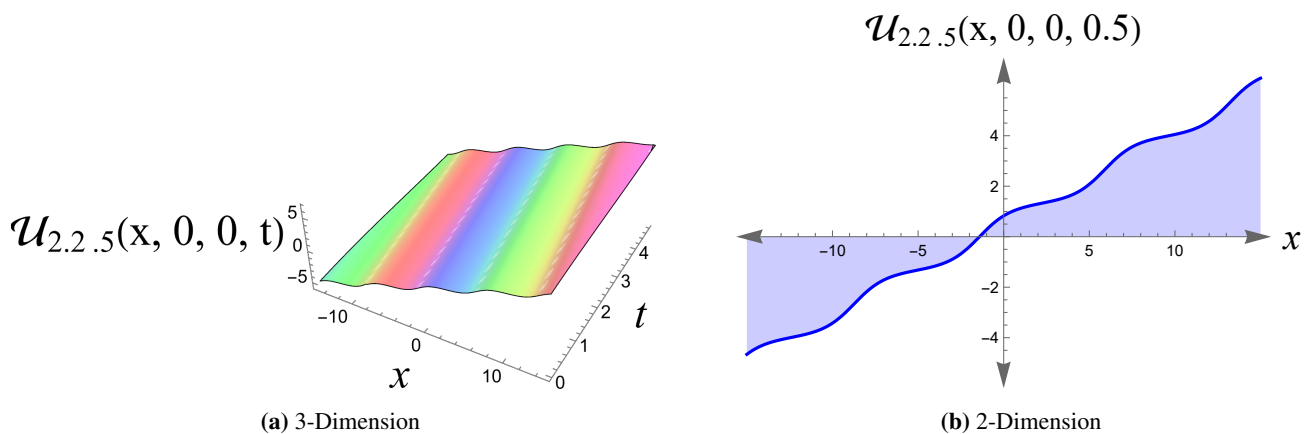 𝒰2.2 .5(x, 0, 0, t)
5
0
−5
−10
0
10
x
0
1
2
3
4
t
(a) 3-Dimension
𝒰2.2 .5(x, 0, 0, 0.5)
4
2
−2
−4
−10
−5
5
10
x
(b) 2-Dimension